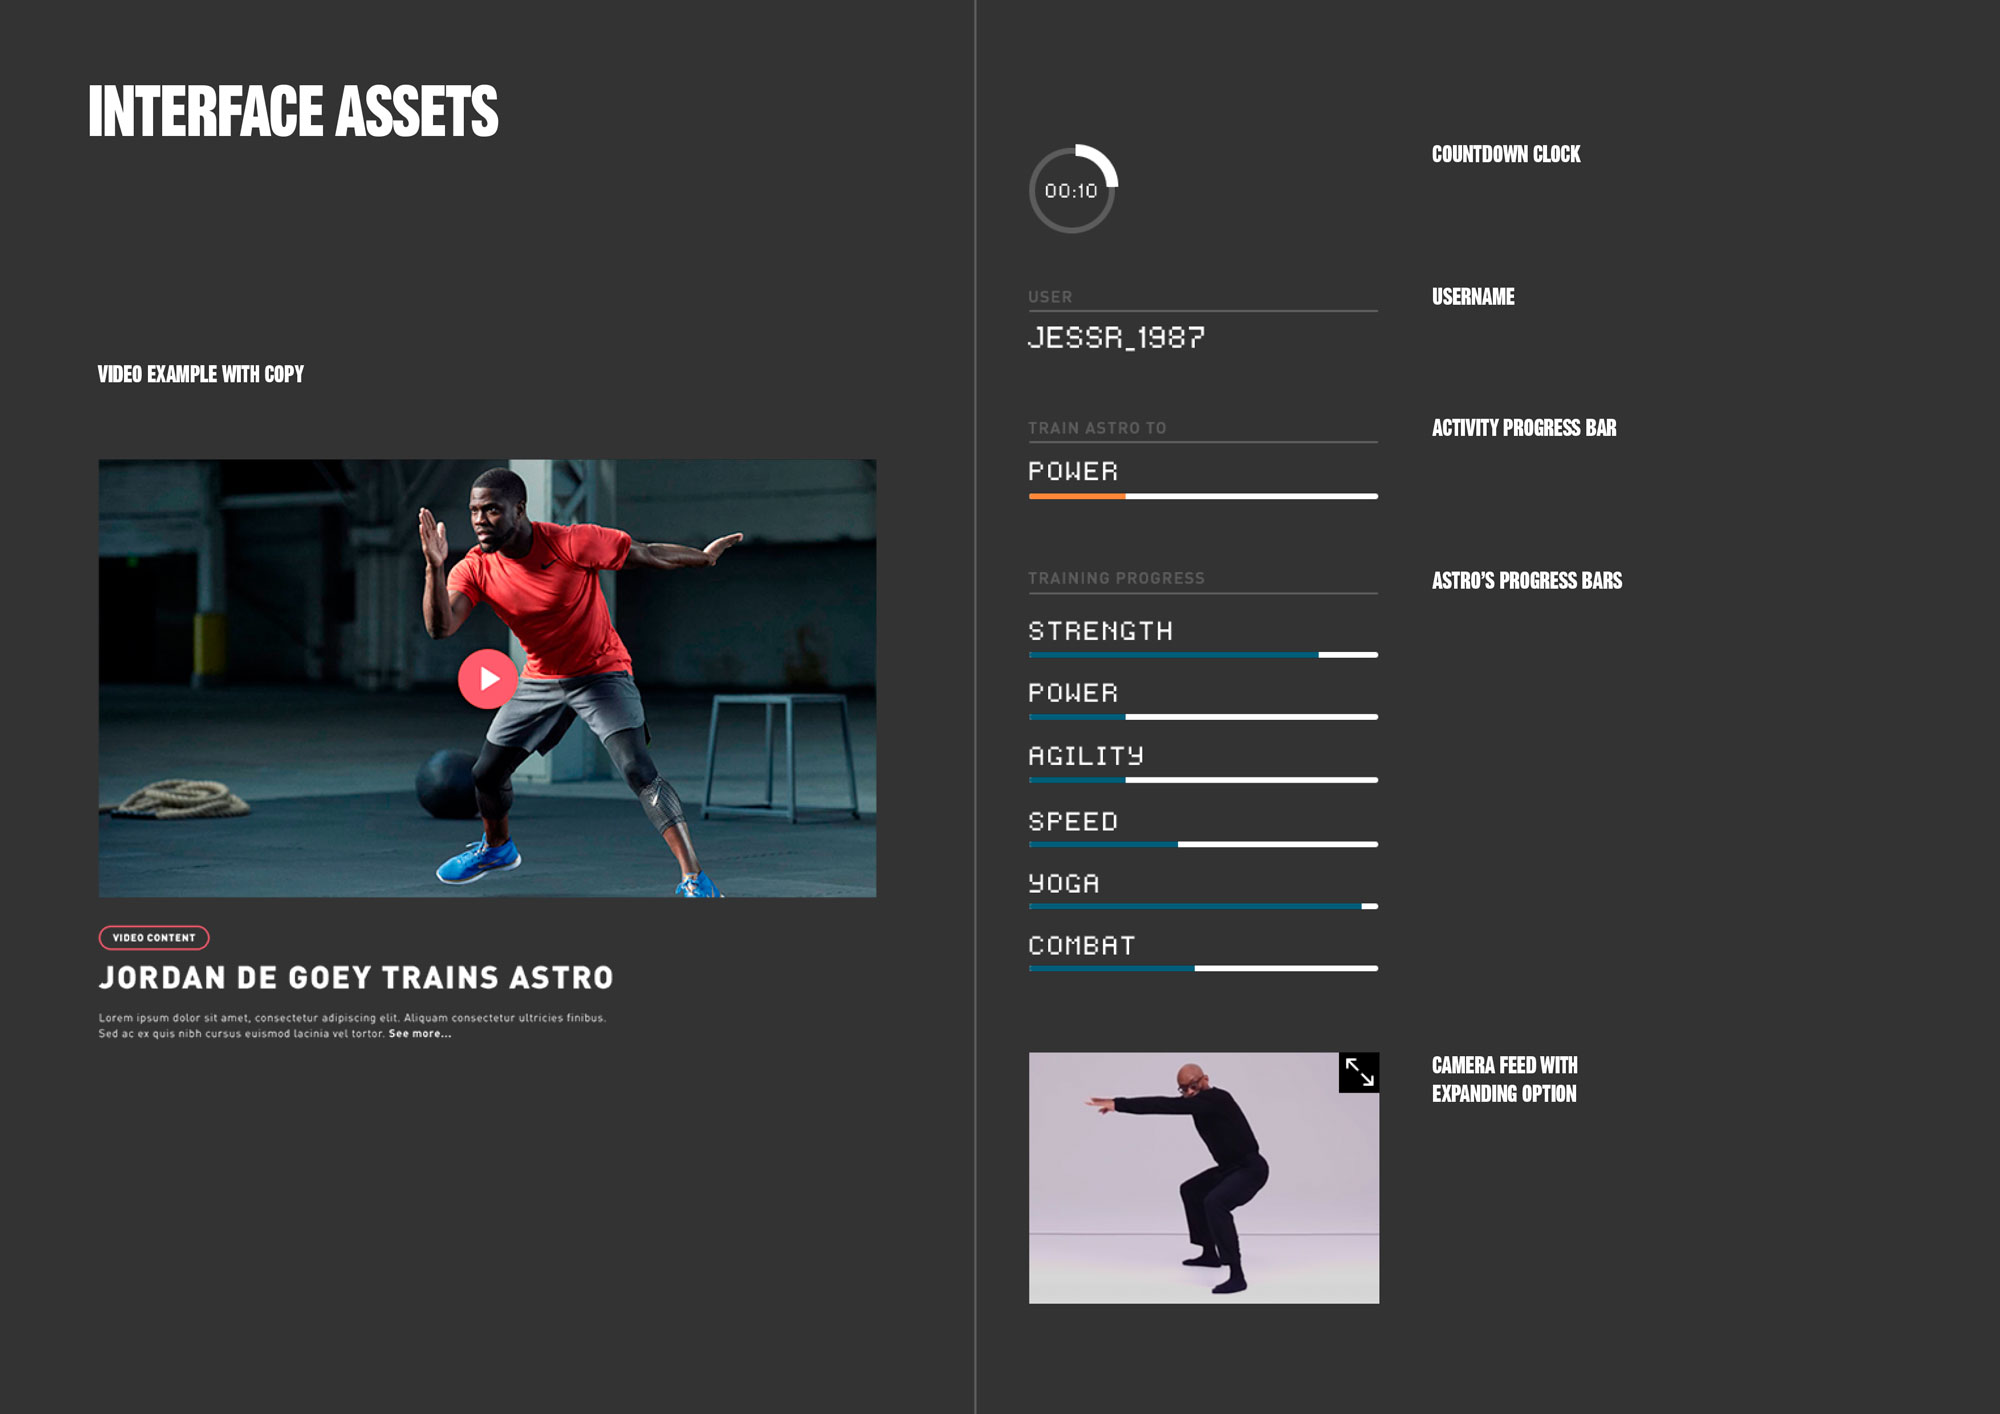 INTERFACE ASSETS
VIDEO EXAMPLE WITH COPY
VIDEO CONTENT
JORDAN DE GOEY TRAINS ASTRO
Lorem ipsum dolor sit amet, consectetur adipiscing elit. Aliquam consectetur ultricies finibus.
Sed ac ex quis nibh cursus euismod lacinia vel tortor. See more...
00:10
COUNTDOWN CLOCK
USER
JESSR_1987
USERNAME
TRAIN ASTRO TO
POWER
ACTIVITY PROGRESS BAR
TRAINING PROGRESS
ASTRO'S PROGRESS BARS
STRENGTH
POWER
AGILITY
SPEED
YOGA
COMBAT
CAMERA FEED WITH
EXPANDING OPTION